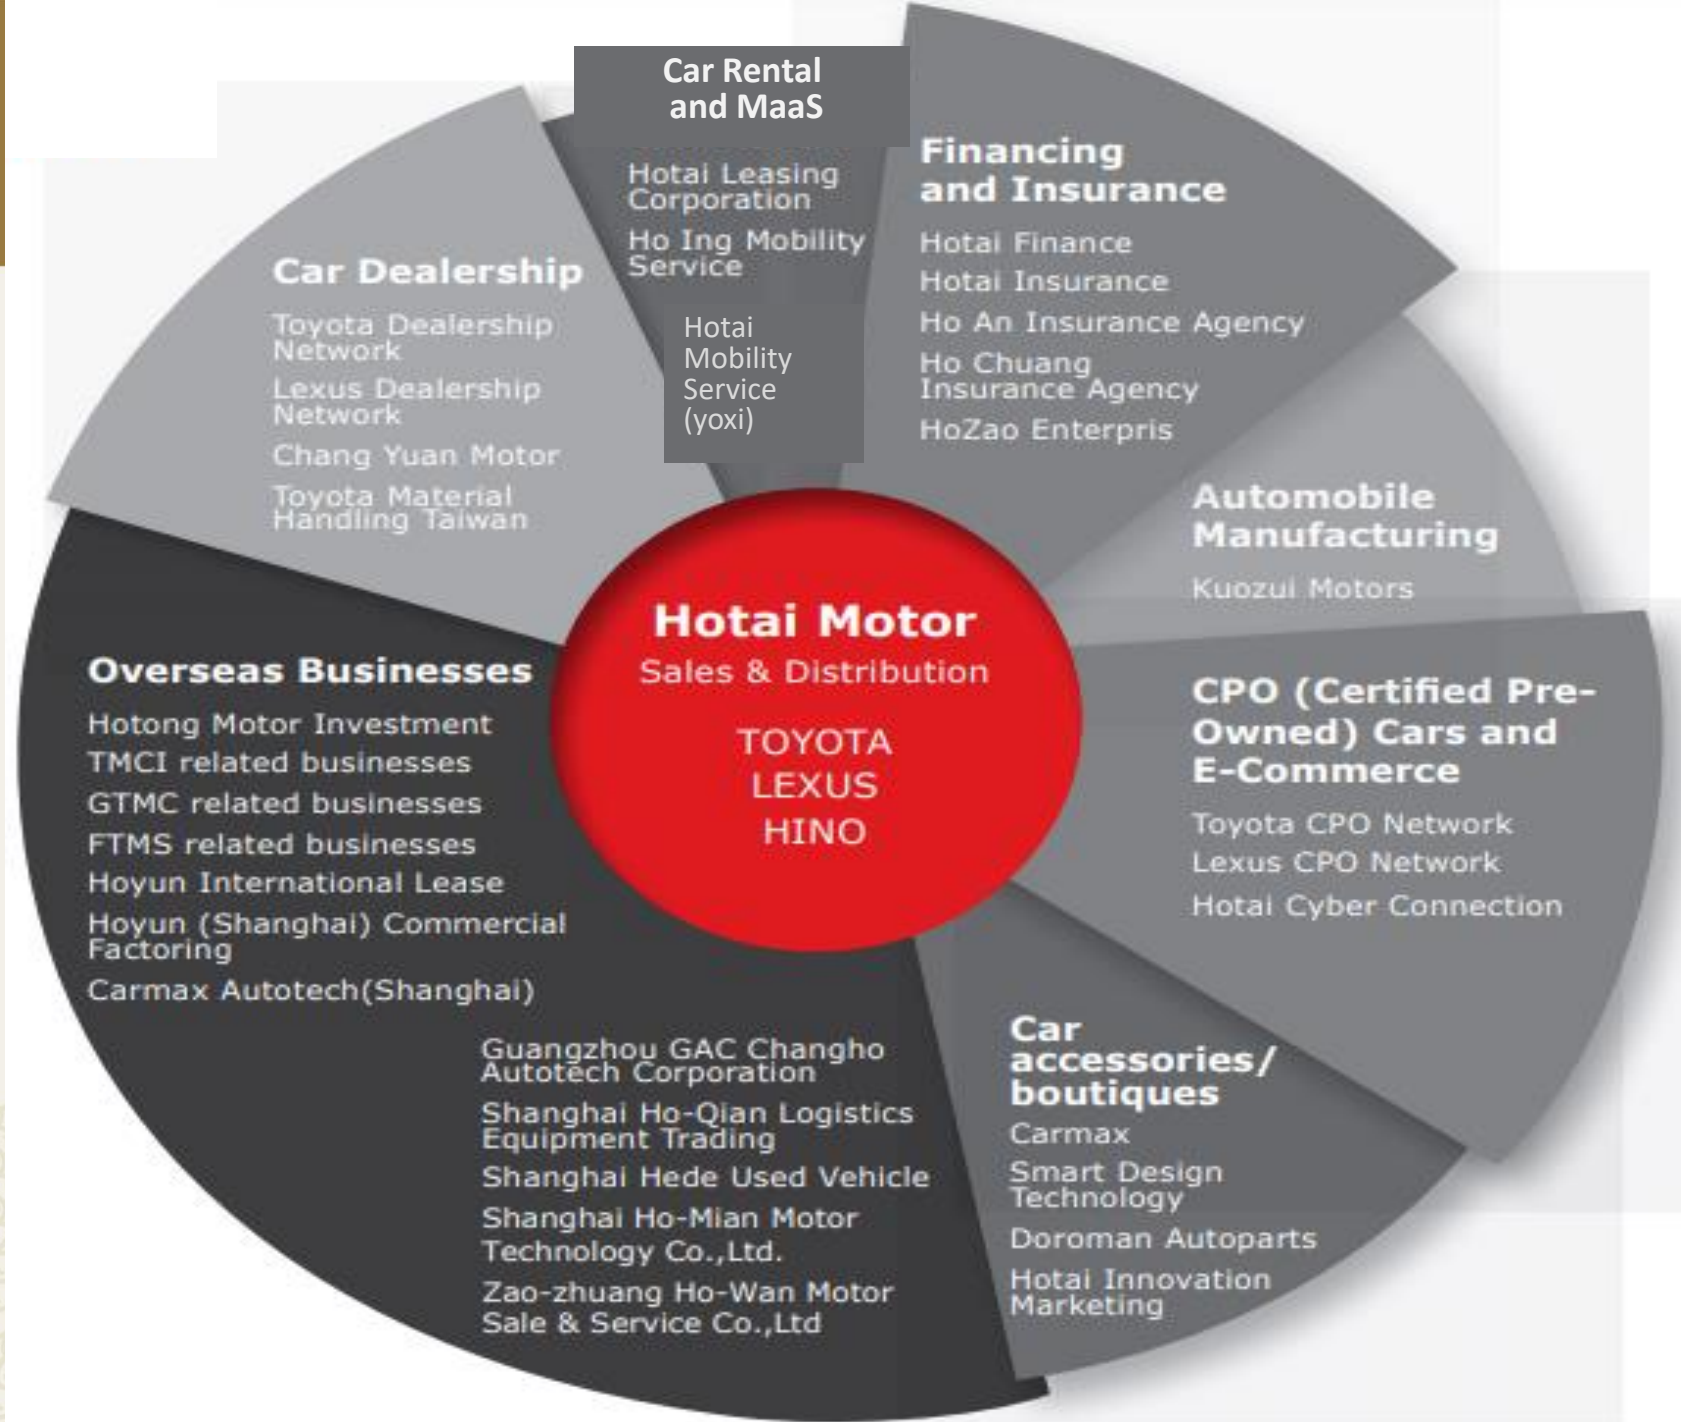 Car Rental
and MaaS
Hotai Leasing
Corporation
Ho Ing Mobility
Service
Hotai
Mobility
Service
(yoxi)
Financing
and Insurance
Hotai Finance
Hotai Insurance
Ho An Insurance Agency
Ho Chuang
Insurance Agency
HoZao Enterpris
Automobile
Manufacturing
Kuozui Motors
CPO (Certified Pre-
Owned) Cars and
E-Commerce
Toyota CPO Network
Lexus CPO Network
Hotai Cyber Connection
Car
accessories/
boutiques
Carmax
Smart Design
Technology
Doroman Autoparts
Hotai Innovation
Marketing
Overseas Businesses
Hotong Motor Investment
TMCI related businesses
GTMC related businesses
FTMS related businesses
Hoyun International Lease
Hoyun (Shanghai) Commercial
Factoring
Carmax Autotech(Shanghai)
Guangzhou GAC Changho
Autotech Corporation
Shanghai Ho-Qian Logistics
Equipment Trading
Shanghai Hede Used Vehicle
Shanghai Ho-Mian Motor
Technology Co.,Ltd.
Zao-zhuang Ho-Wan Motor
Sale & Service Co.,Ltd
Car Dealership
Toyota Dealership
Network
Lexus Dealership
Network
Chang Yuan Motor
Toyota Material
Handling Taiwan
Hotai Motor
Sales & Distribution
TOYOTA
LEXUS
HINO